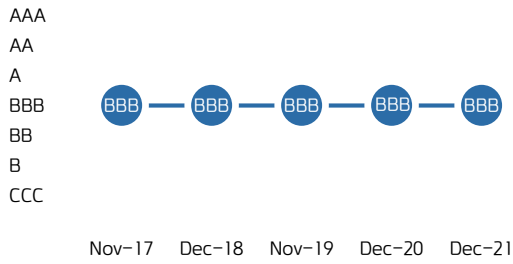 AAA
AA
A
BBB BBB BBB BBB BBB BBB
BB
B
CCC
Nov-17 Dec-18 Nov-19 Dec-20 Dec-21